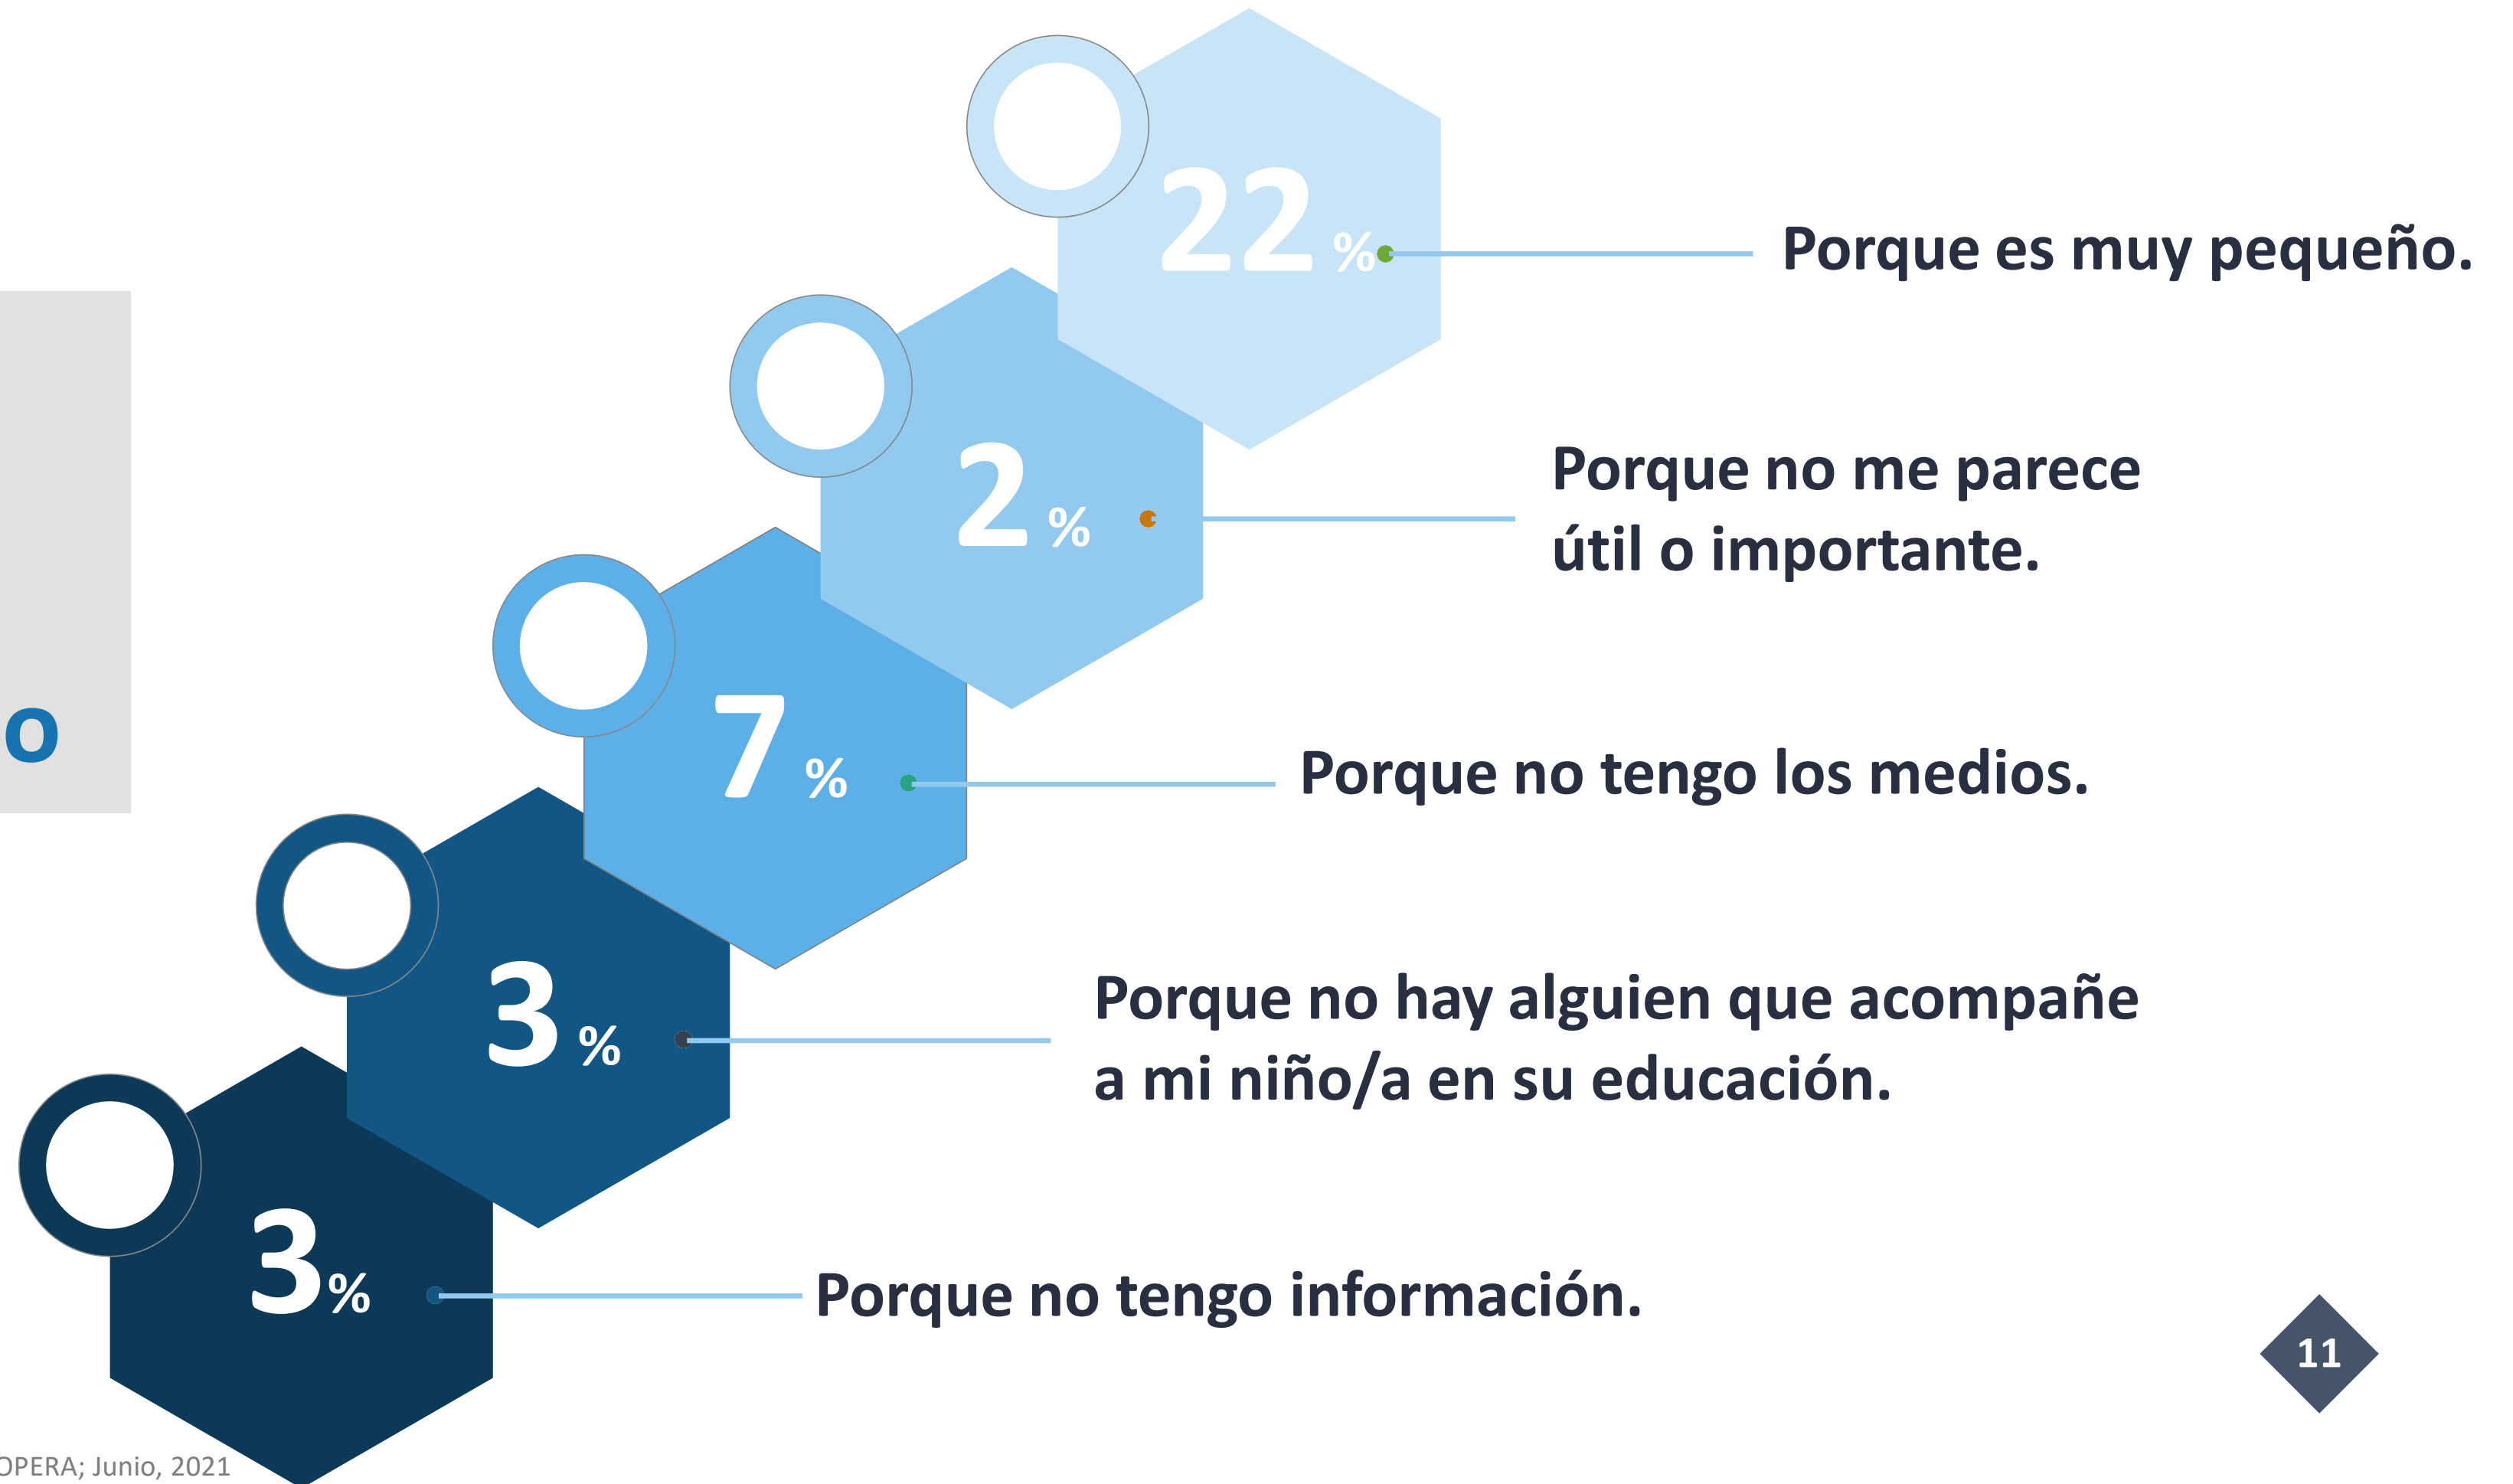 22 %
Porque es muy pequeño.
2 %
Porque no me parece
útil o importante.
o
7 %
Porque no tengo los medios.
3 %
Porque no hay alguien que acompañe
a mi niño/a en su educación.
3%
Porque no tengo información.
11
OPERA; Junio, 2021